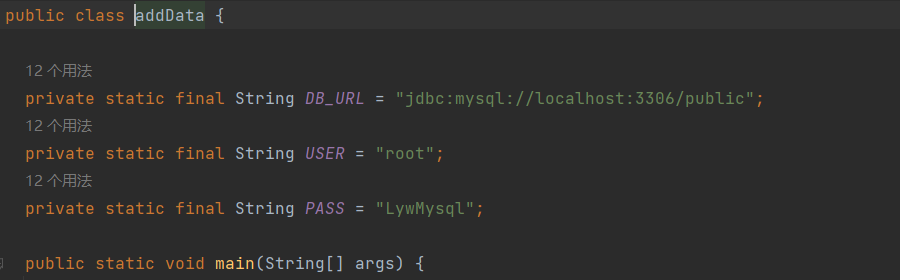 public class addData {
12 个用法
private static final String DB_URL = "jdbc:mysql://localhost:3306/public";
12 个用法
private static final String USER = "root";
12 个用法
private static final String PASS = "LywMysql";
public static void main(String[] args) {